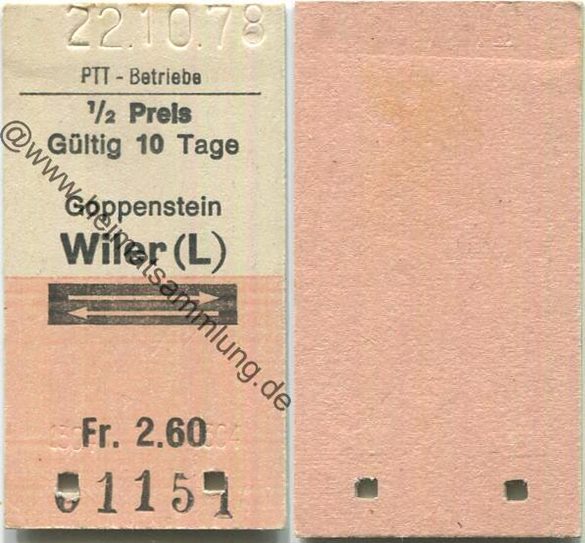 22.10.78
PTT - Betriebe
1/2 Preis
Gültig 10 Tage
Goppenstein
Wiler (L)
Fr. 2.60
01151
@www.heimatsammlung.de